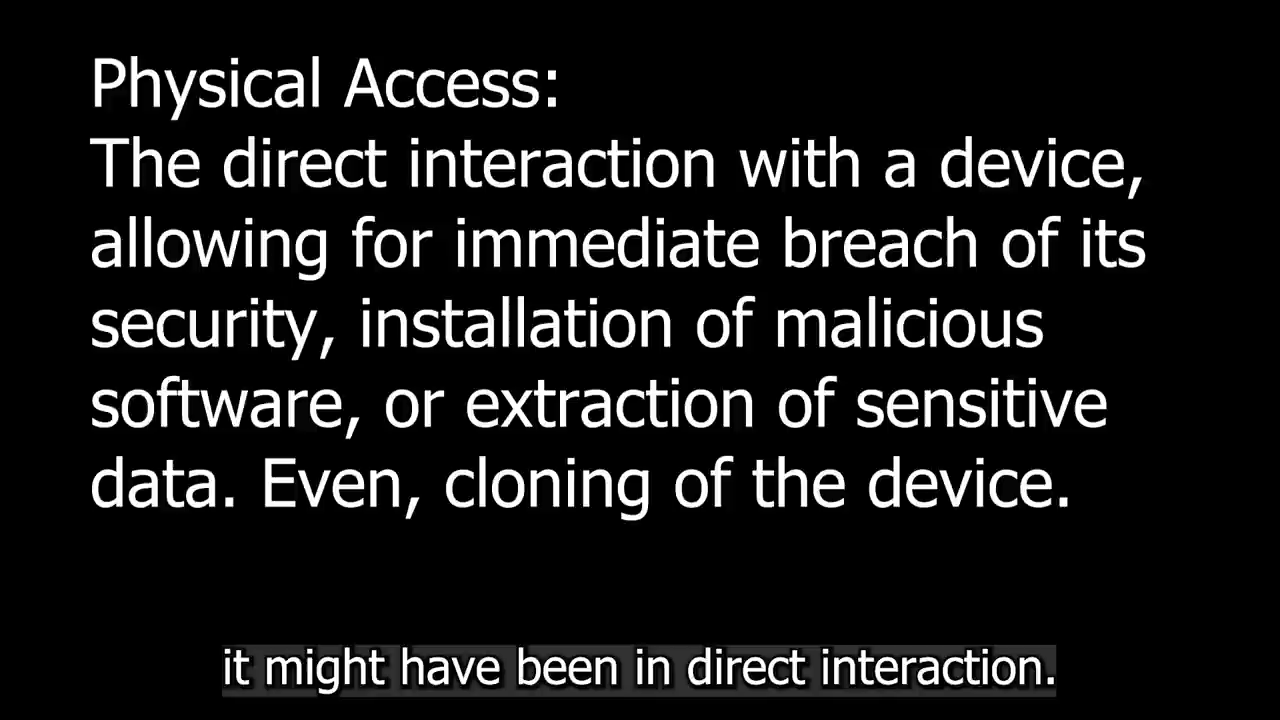 Physical Access:
The direct interaction with a device,
allowing for immediate breach of its
security, installation of malicious
software, or extraction of sensitive
data. Even, cloning of the device.
it might have been in direct interaction.